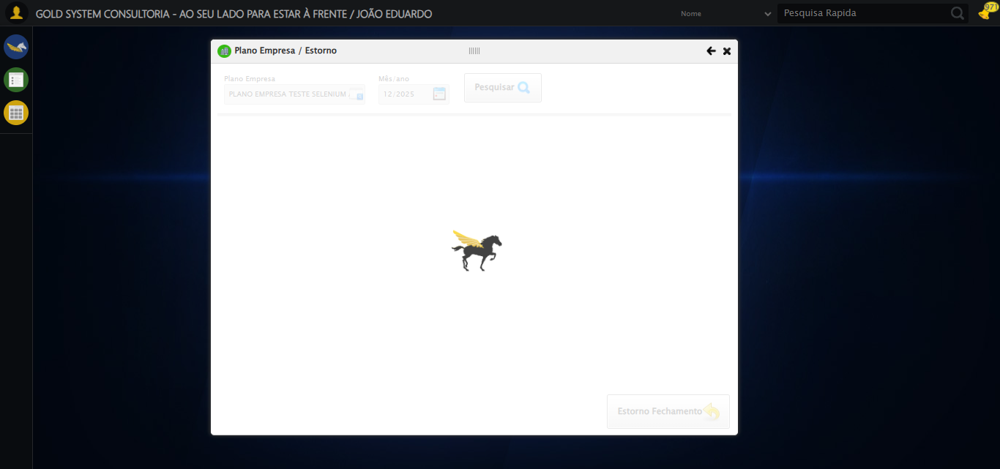 GOLD SYSTEM CONSULTORIA - AO SEU LADO PARA ESTAR À FRENTE / JOÃO EDUARDO
Nome
Pesquisa Rapida
971
Plano Empresa / Estorno
Plano Empresa
Mês/ano
PLANO EMPRESA TESTE SELENIUM
12/2025
Pesquisar
Estorno Fechamento